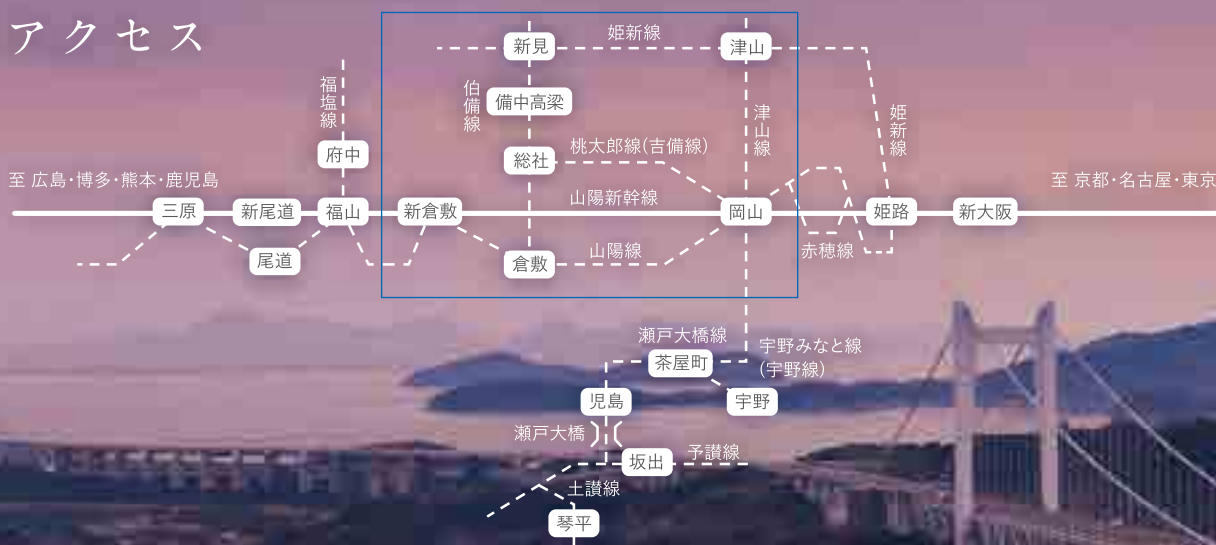 アクセス
新見
姫新線
津山
福塩線
伯備線
備中高梁
津山線
姫新線
府中
総社
桃太郎線(吉備線)
至 広島・博多・熊本・鹿児島
至 京都・名古屋・東京
三原
新尾道
福山
新倉敷
山陽新幹線
岡山
姫路
新大阪
尾道
倉敷
山陽線
赤穂線
瀬戸大橋線
宇野みなと線
(宇野線)
茶屋町
児島
宇野
瀬戸大橋
坂出
予讃線
土讃線
琴平